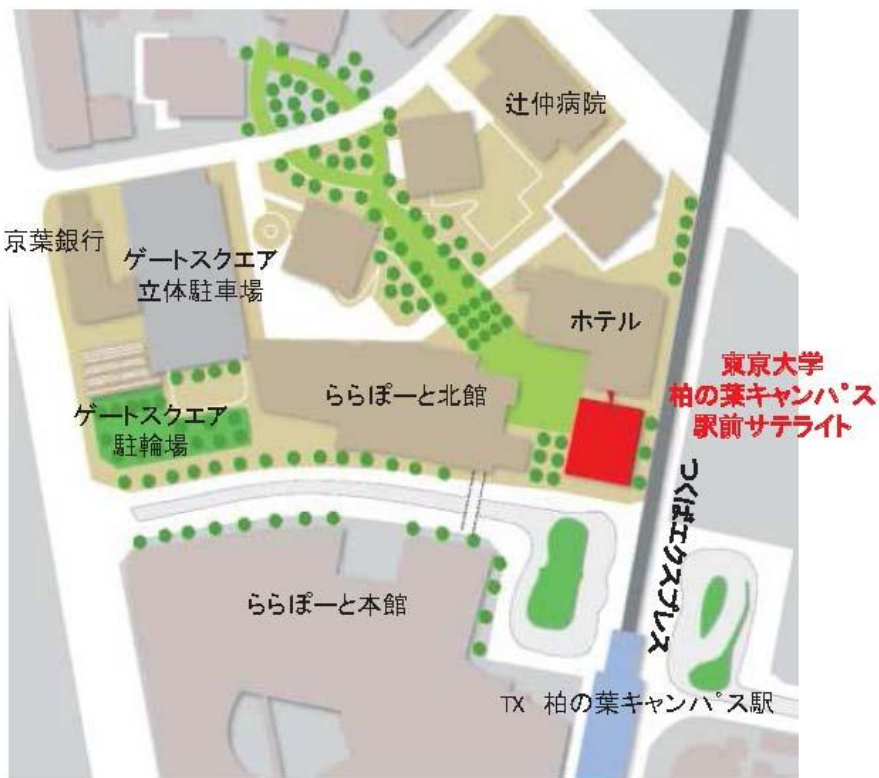 辻仲病院
京葉銀行
ゲートスクエア
立体駐車場
ホテル
東京大学
柏の葉キャンパス
駅前サテライト
ららぽーと北館
ゲートスクエア
駐輪場
つくばエクスプレス
ららぽーと本館
TX 柏の葉キャンパス駅